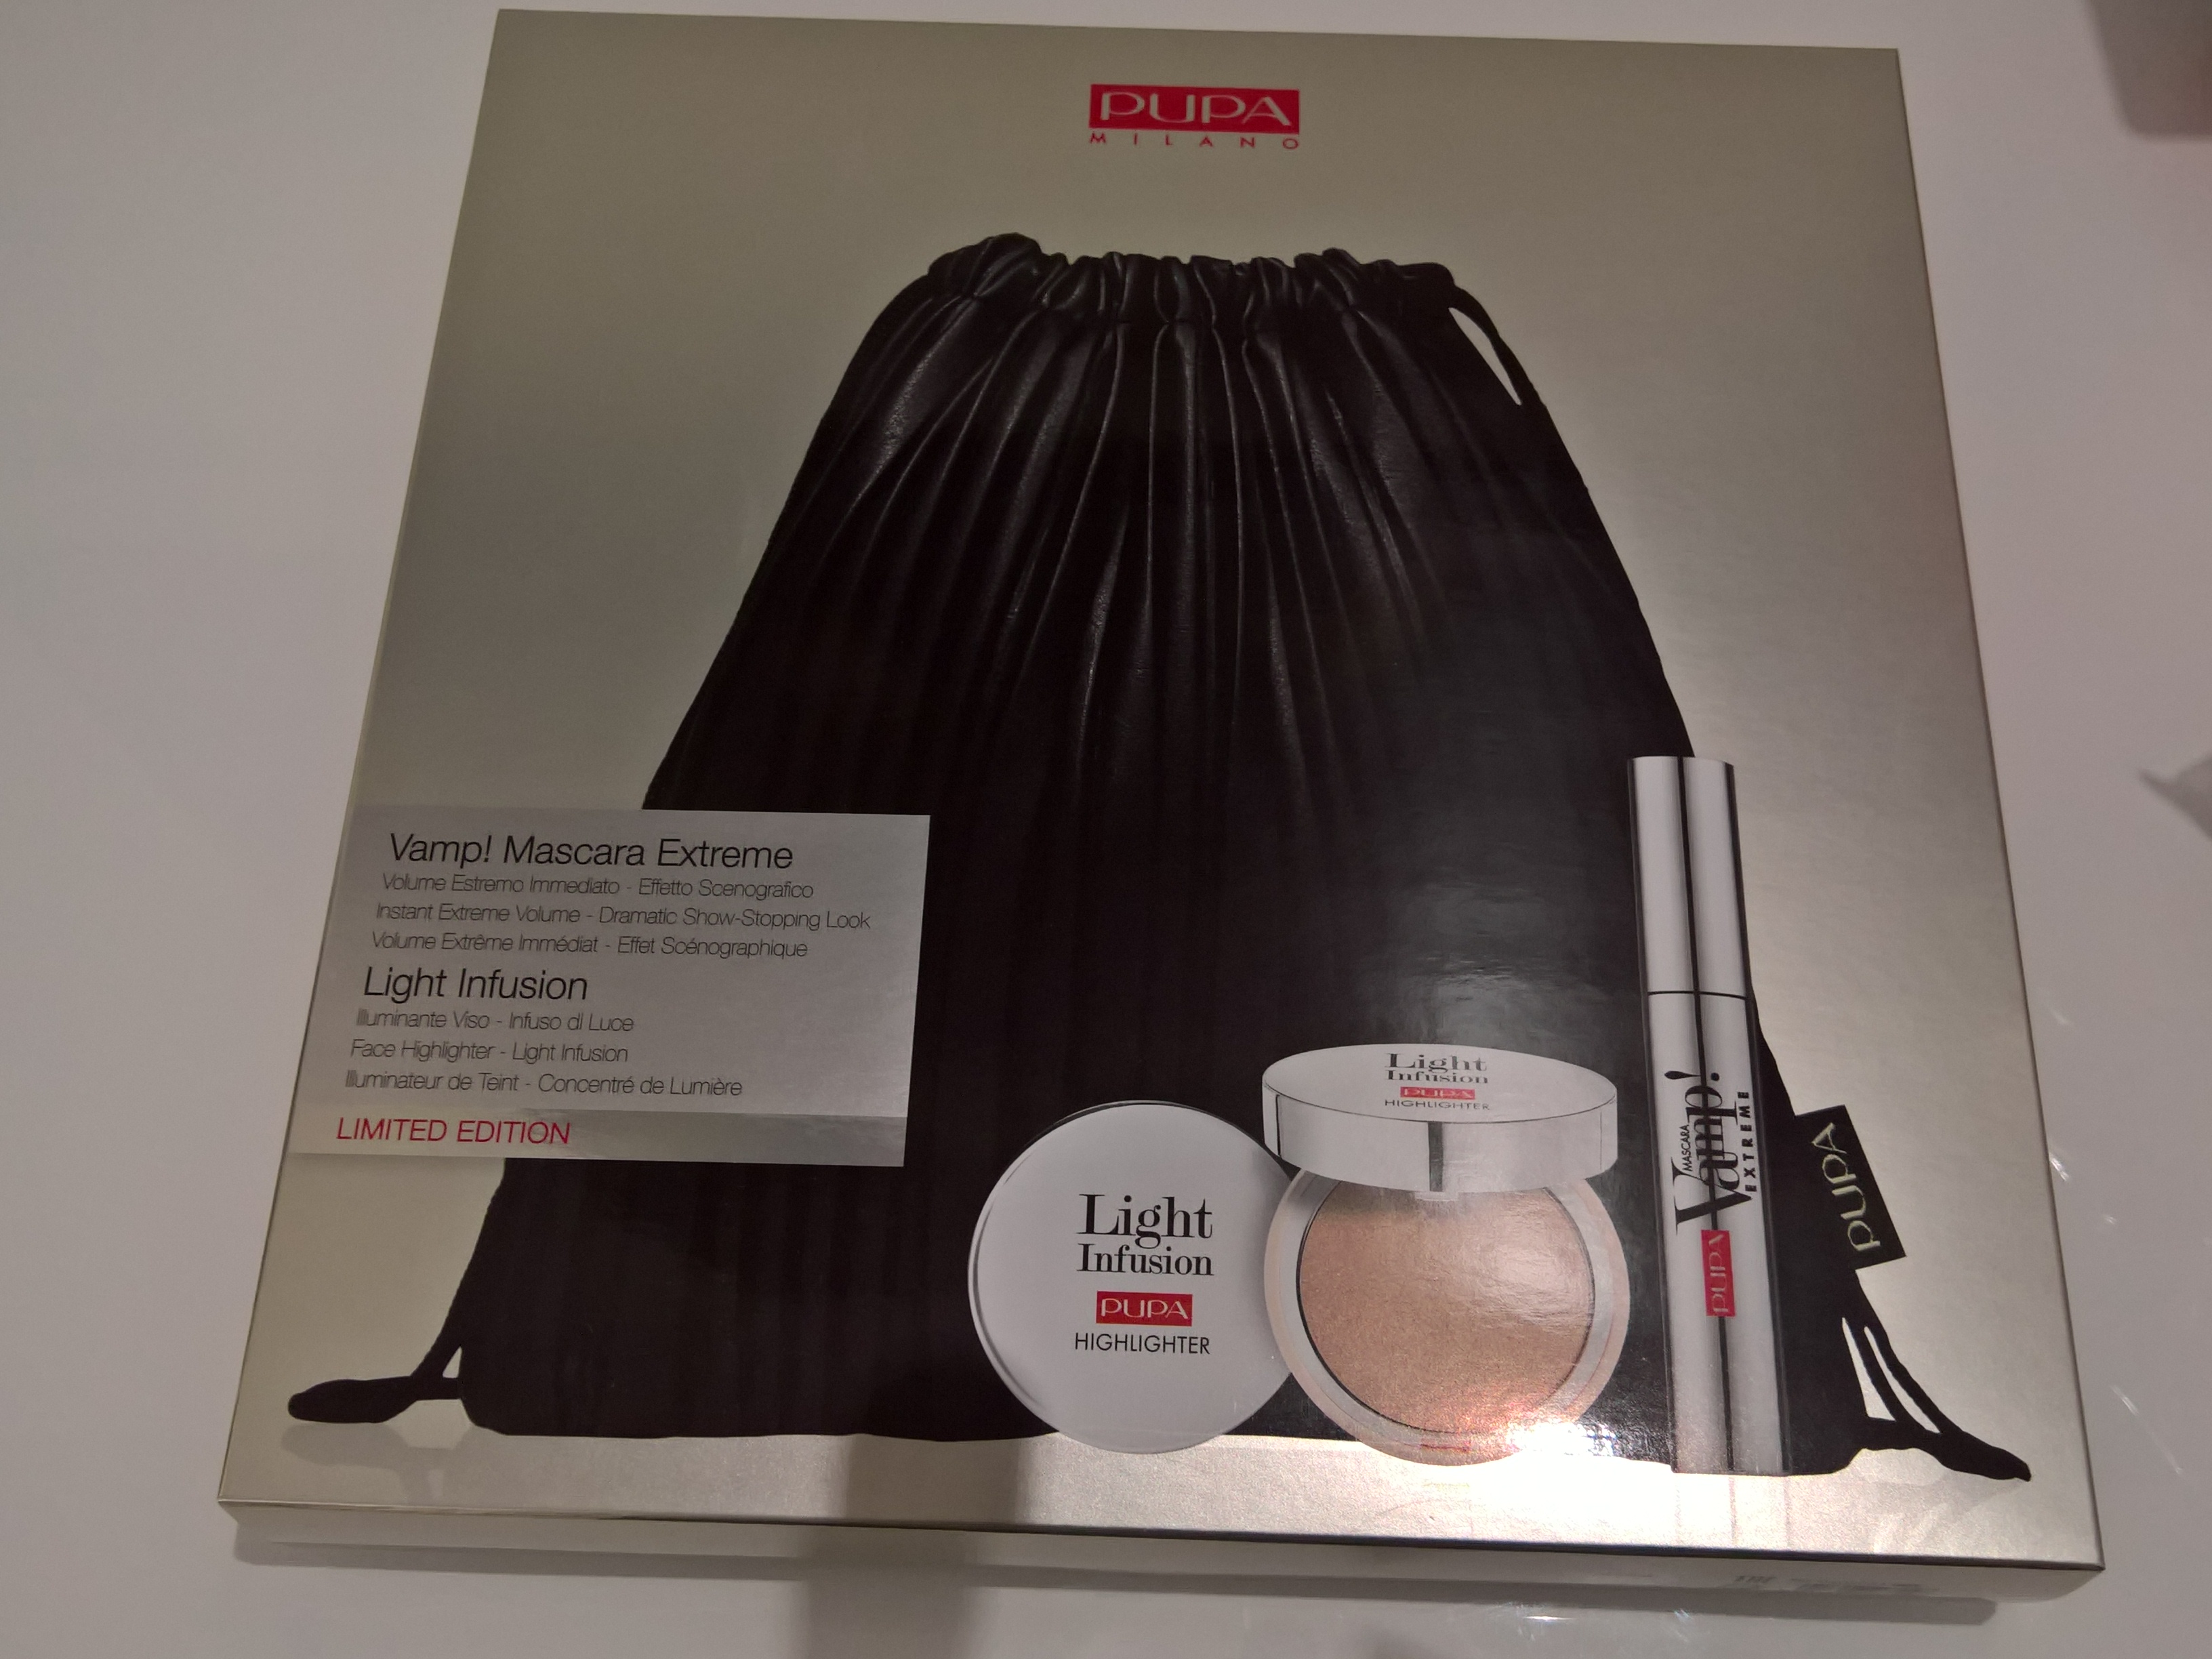 PUPA
MILANO
Vamp! Mascara Extreme
Volume Estremo Immediato - Effetto Scenografico
Instant Extreme Volume - Dramatic Show-Stopping Look
Volume Extrême Immédiat - Effet Scénographique
Light Infusion
Illuminante Viso - Infuso di Luce
Face Highlighter - Light Infusion
Illuminateur de Teint - Concentré de Lumière
LIMITED EDITION
Light
Infusion
PUPA
HIGHLIGHTER
Light
Infusion
PUPA
HIGHLIGHTER
MASCARA
Vamp!
EXTREME
PUPA
PUPA